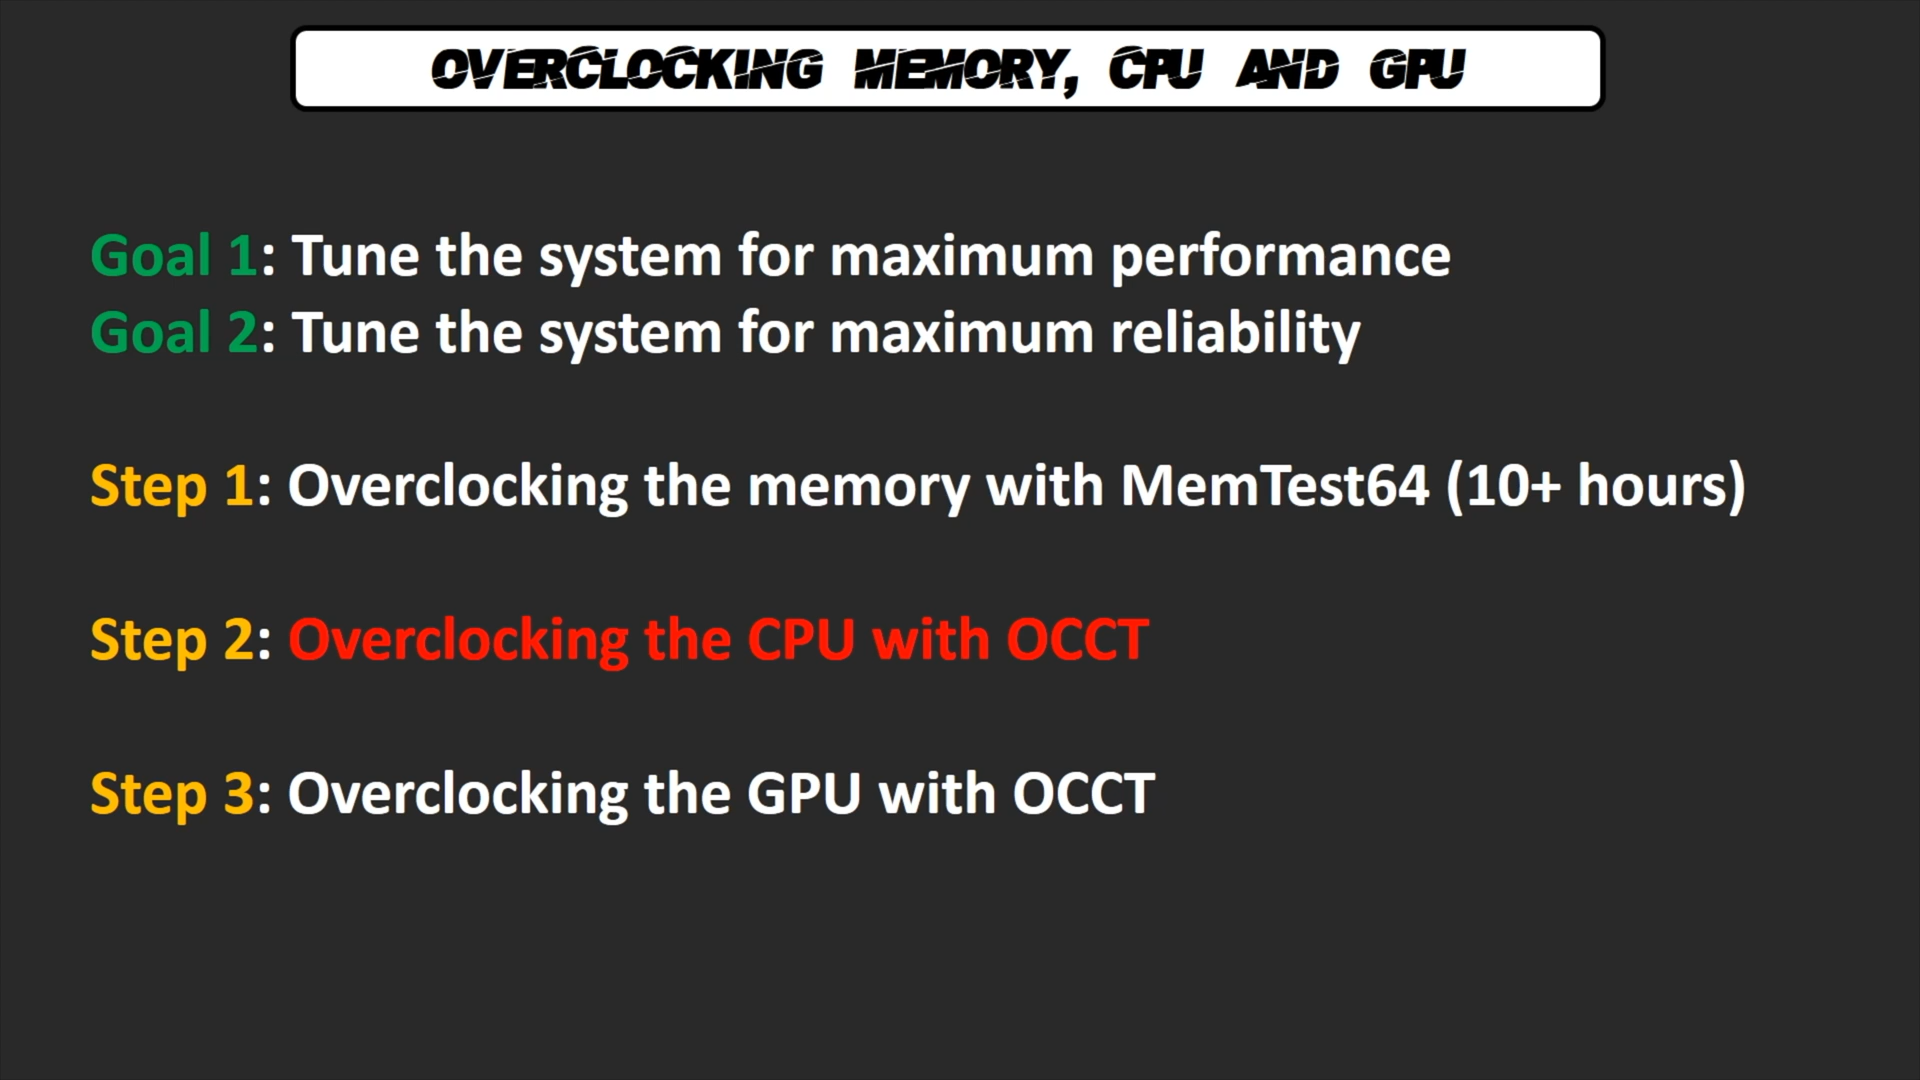 OVERCLOCKING MEMORY, CPU AND GPU
Goal 1: Tune the system for maximum performance
Goal 2: Tune the system for maximum reliability
Step 1: Overclocking the memory with MemTest64 (10+ hours)
Step 2: Overclocking the CPU with OCCT
Step 3: Overclocking the GPU with OCCT